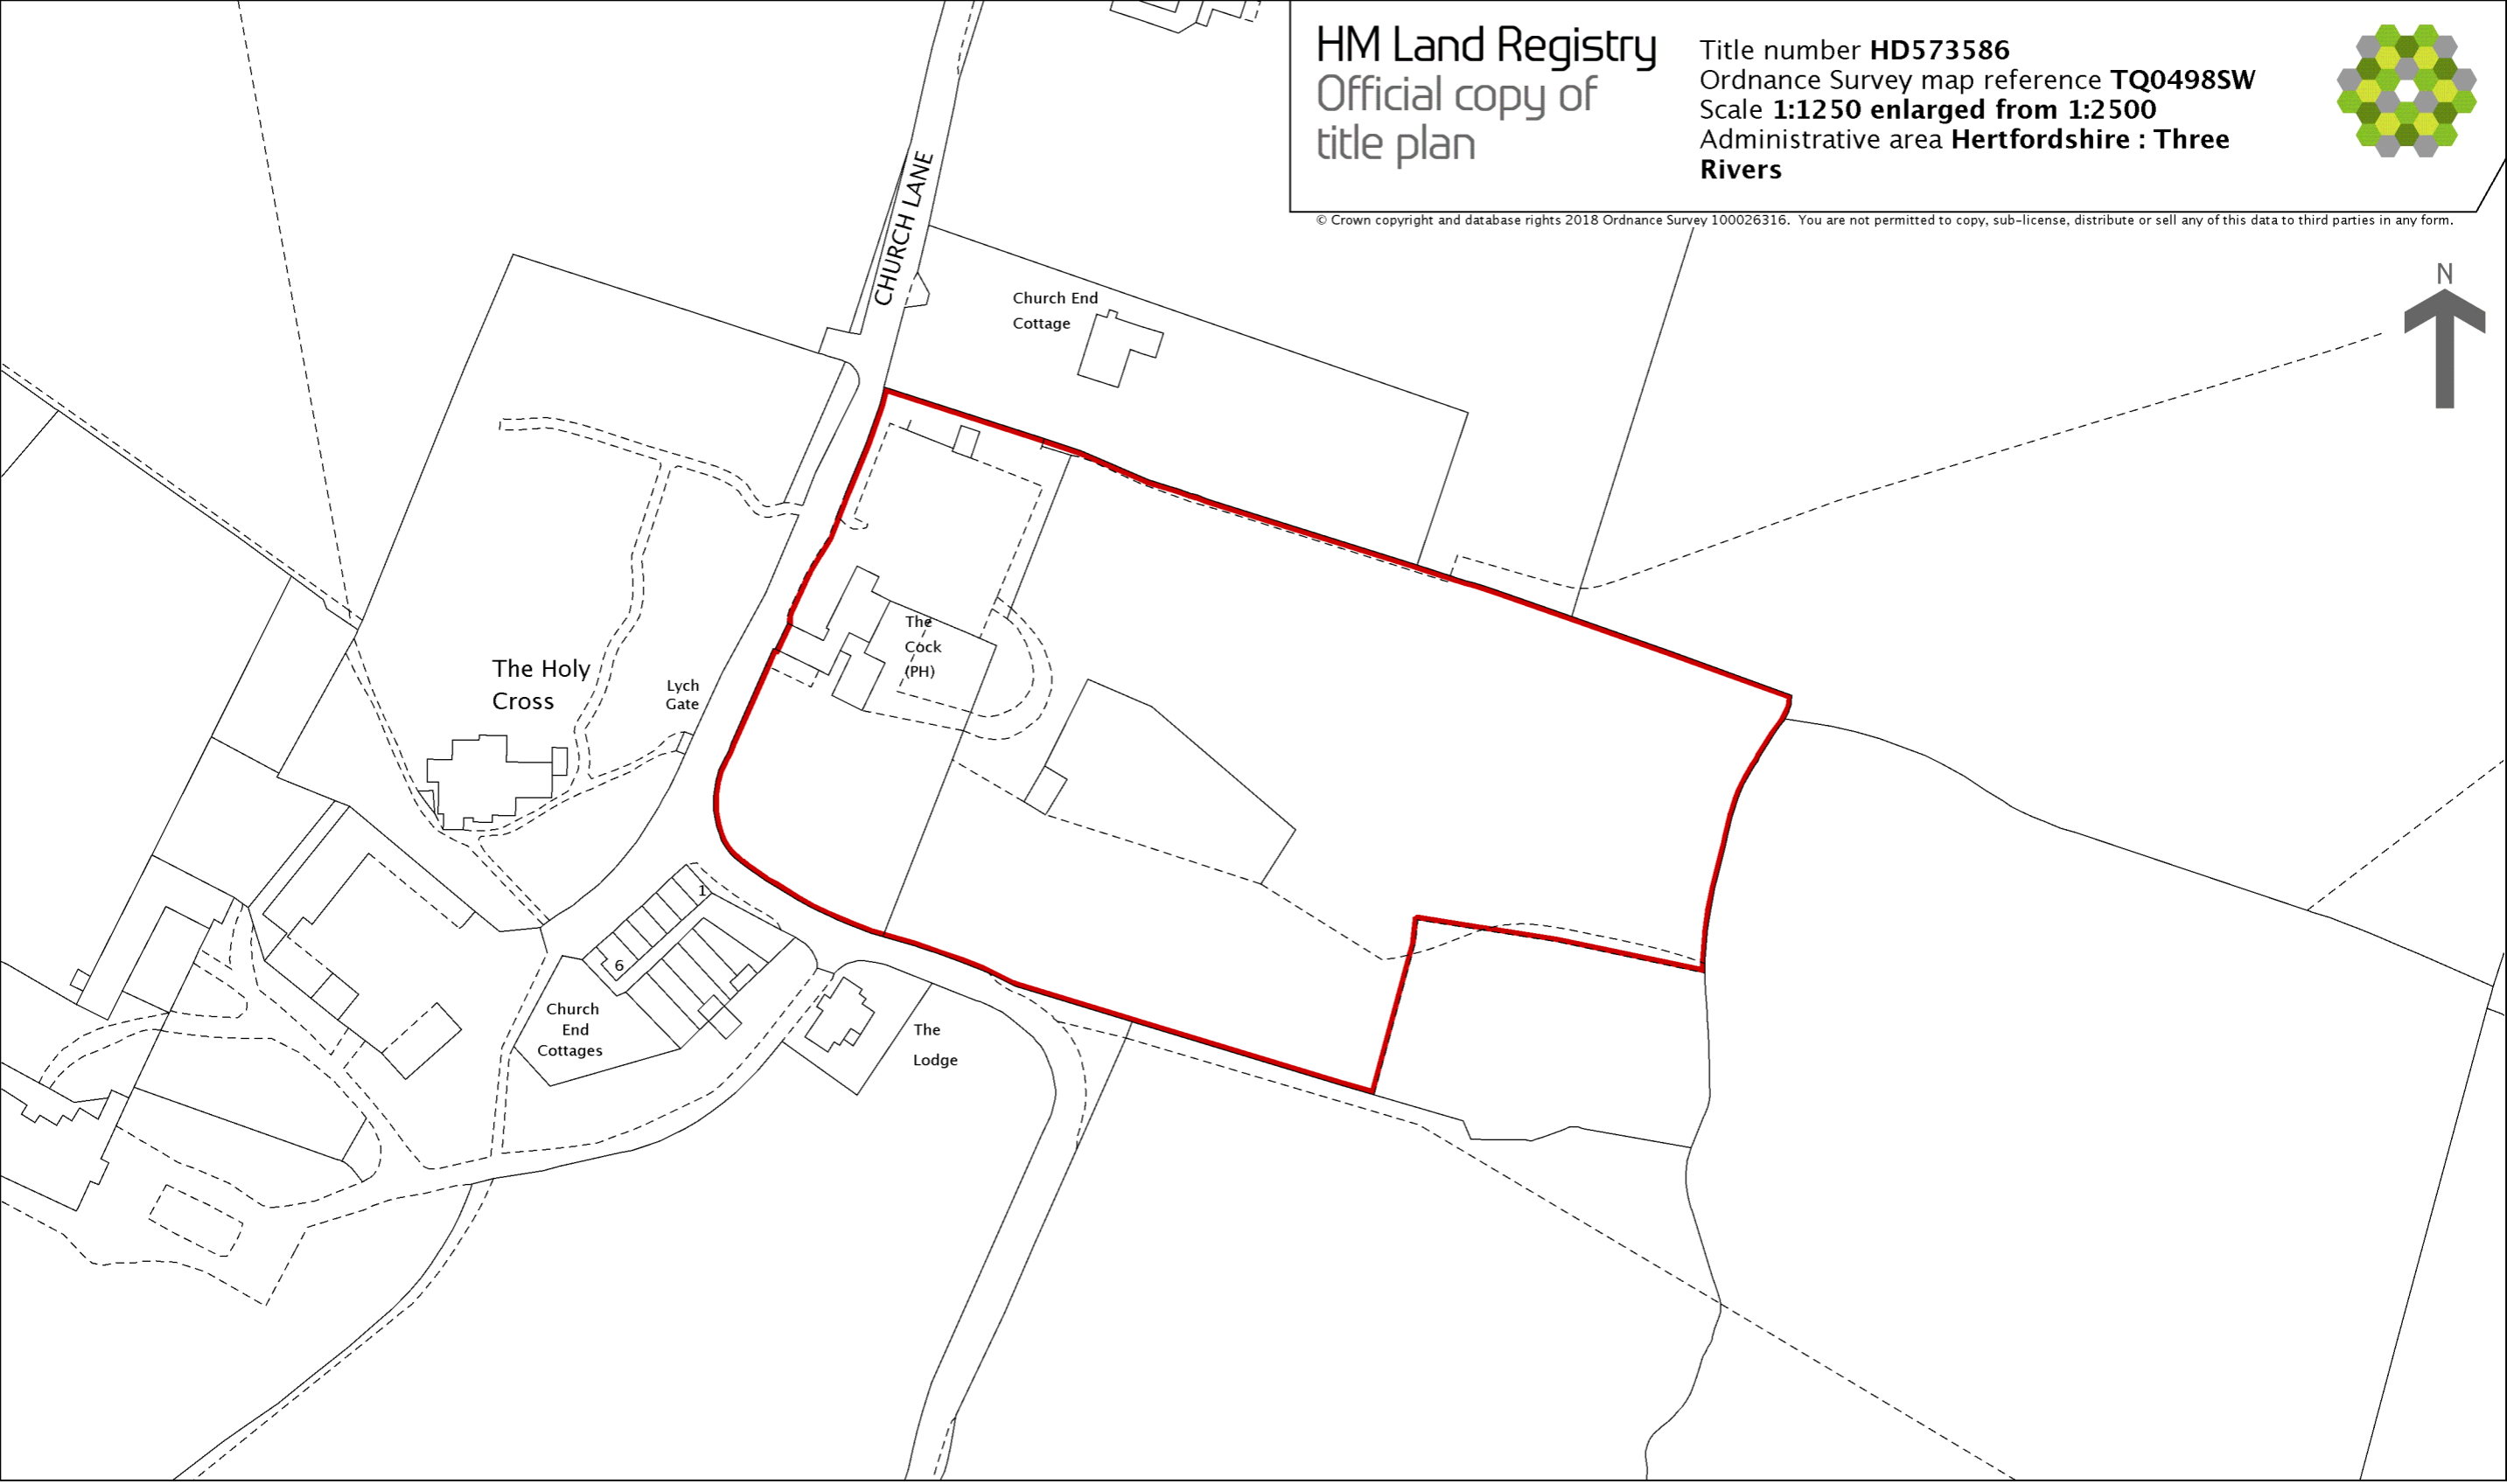 HM Land Registry
Official copy of
title plan
Title number HD573586
Ordnance Survey map reference TQ0498SW
Scale 1:1250 enlarged from 1:2500
Administrative area Hertfordshire : Three
Rivers
© Crown copyright and database rights 2018 Ordnance Survey 100026316. You are not permitted to copy, sub-license, distribute or sell any of this data to third parties in any form.
N
CHURCH LANE
Church End
Cottage
The
Cock
(PH)
The Holy
Cross
Lych
Gate
1
6
Church
End
Cottages
The
Lodge